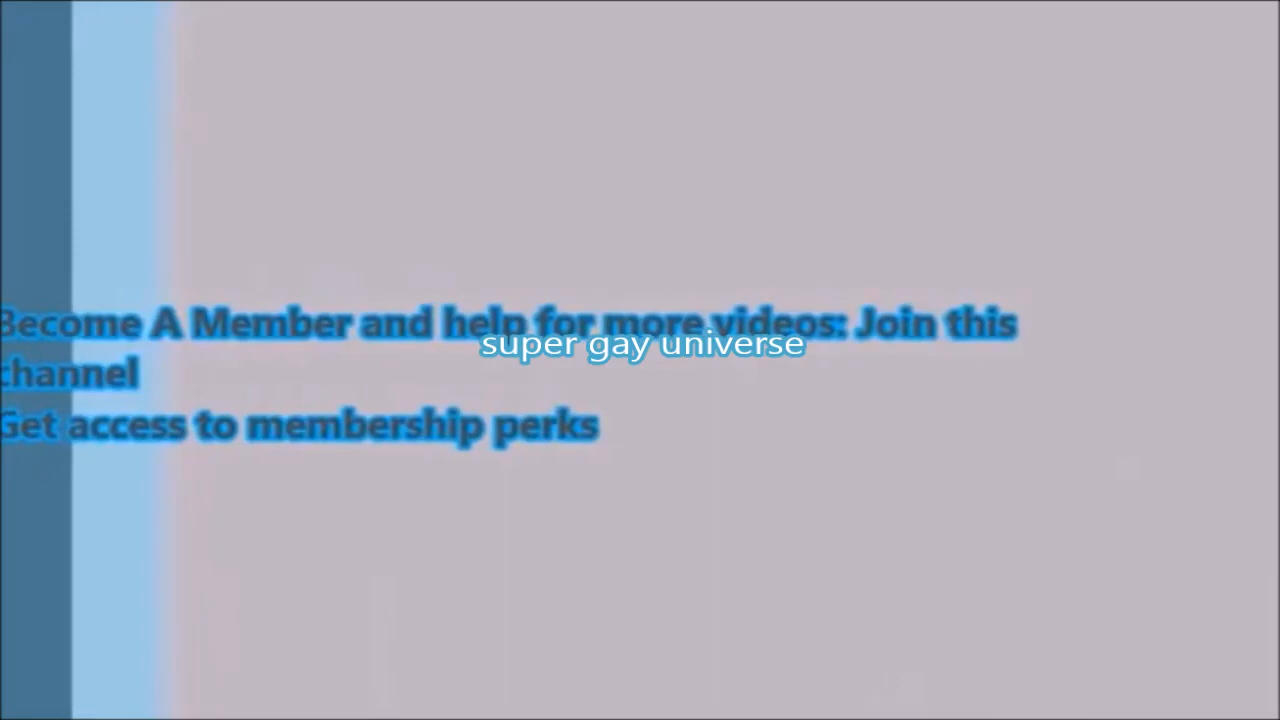 Become A Member and help for more videos: Join this
super gay universe
channel
Get access to membership perks